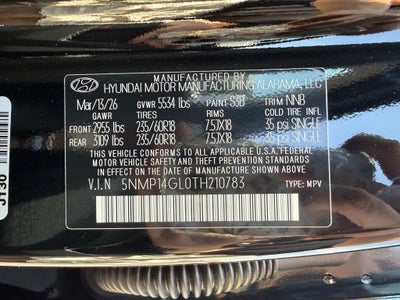 MANUFACTURED BY
HYUNDAI MOTOR MANUFACTURING ALABAMA, LLC
Mar/13/26 GVWR 5534 lbs PAINT S3B TRIM NNB
GAWR TIRES RIMS COLD TIRE INF.
FRONT 2955 lbs 235/60R18 7.5JX18 35 psi SINGLE
REAR 3109 lbs 235/60R18 7.5JX18 35 psi SINGLE
THIS VEHICLE CONFORMS TO ALL APPLICABLE U.S.A. FEDERAL
MOTOR VEHICLE SAFETY AND THEFT PREVENTION STANDARDS
IN EFFECT ON THE DATE OF MANUFACTURE SHOWN ABOVE.
V.I.N 5NMP14GL0TH210783 TYPE: MPV
J130